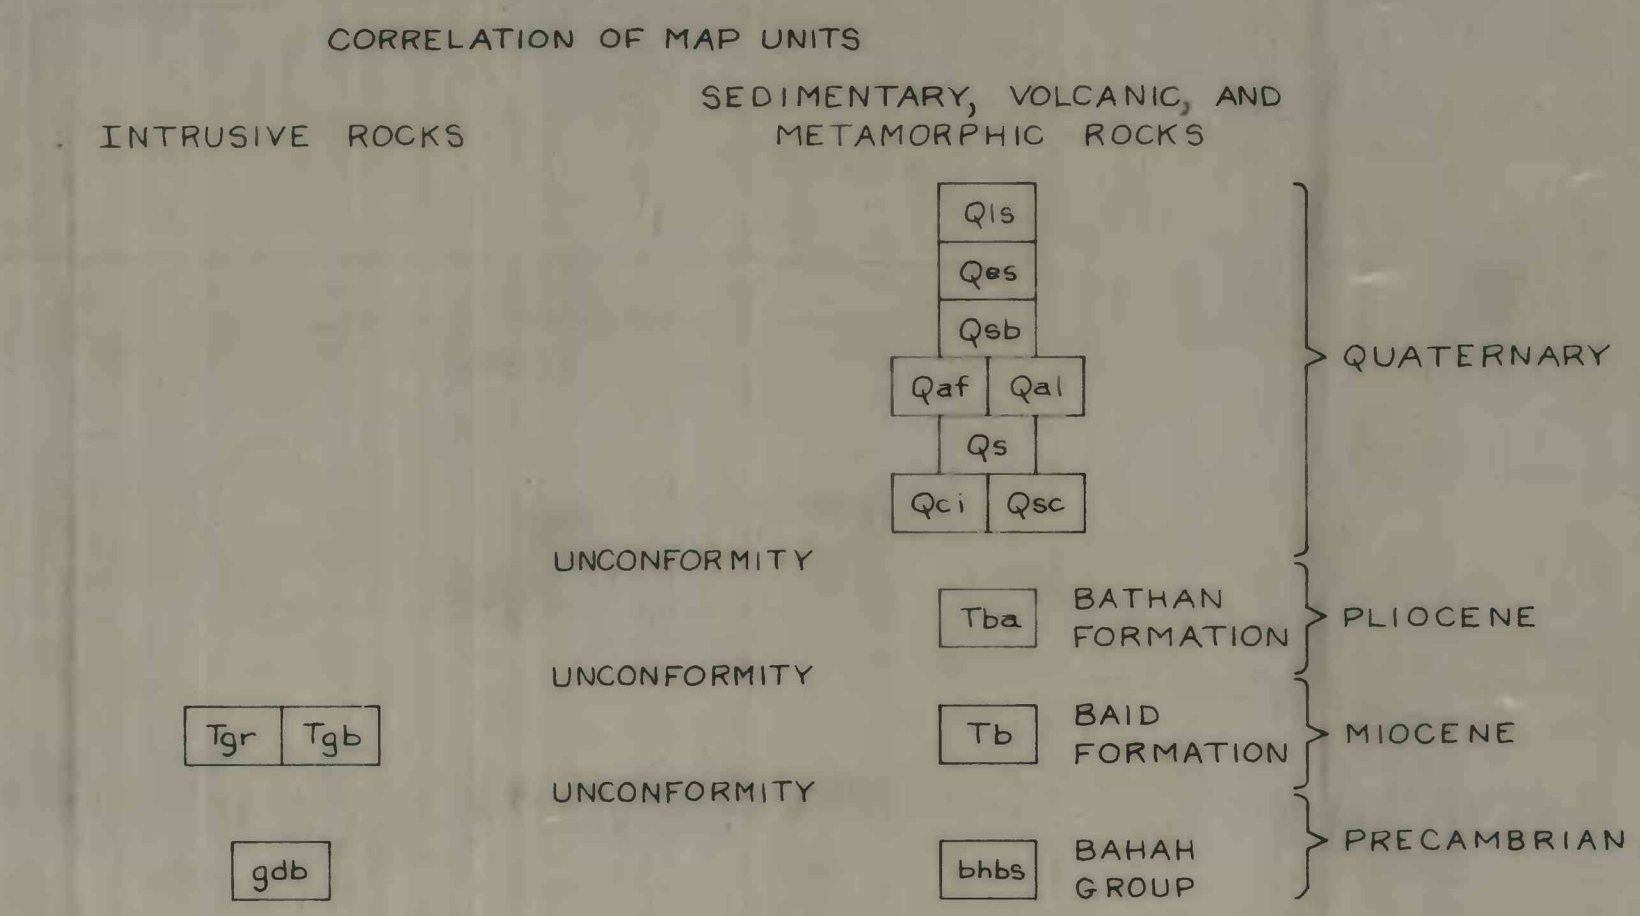 CORRELATION OF MAP UNITS
SEDIMENTARY, VOLCANIC, AND
METAMORPHIC ROCKS
INTRUSIVE ROCKS
Qls
Qes
Qsb
Qaf Qal
Qs
Qci Qsc
QUATERNARY
UNCONFORMITY
Tba
BATHAN
FORMATION
PLIOCENE
UNCONFORMITY
Tgr Tgb
Tb
BAID
FORMATION
MIOCENE
UNCONFORMITY
gdb
bhbs
BAHAH
GROUP
PRECAMBRIAN